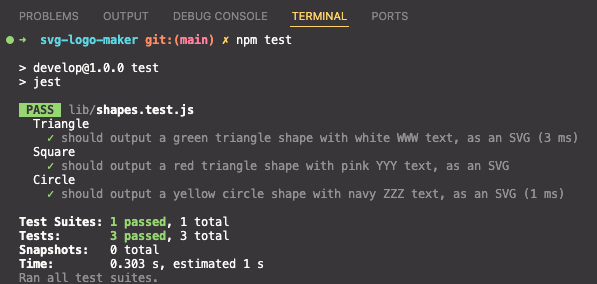 PROBLEMS OUTPUT DEBUG CONSOLE TERMINAL PORTS
➜ svg-logo-maker git:(main) ✗ npm test
> develop@1.0.0 test
> jest
PASS lib/shapes.test.js
Triangle
✓ should output a green triangle shape with white WWW text, as an SVG (3 ms)
Square
✓ should output a red triangle shape with pink YYY text, as an SVG
Circle
✓ should output a yellow circle shape with navy ZZZ text, as an SVG (1 ms)
Test Suites: 1 passed, 1 total
Tests: 3 passed, 3 total
Snapshots: 0 total
Time: 0.303 s, estimated 1 s
Ran all test suites.